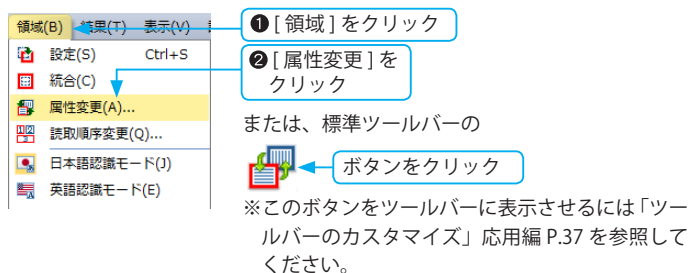 領域(B) 結果(T) 表示(V)
設定(S) Ctrl+S
統合(C)
属性変更(A)...
読取順序変更(Q)...
日本語認識モード(J)
英語認識モード(E)
❶[ 領域 ] をクリック
❷[ 属性変更 ] を
クリック
または、標準ツールバーの
ボタンをクリック
※このボタンをツールバーに表示させるには「ツー
ルバーのカスタマイズ」応用編 P.37 を参照して
ください。